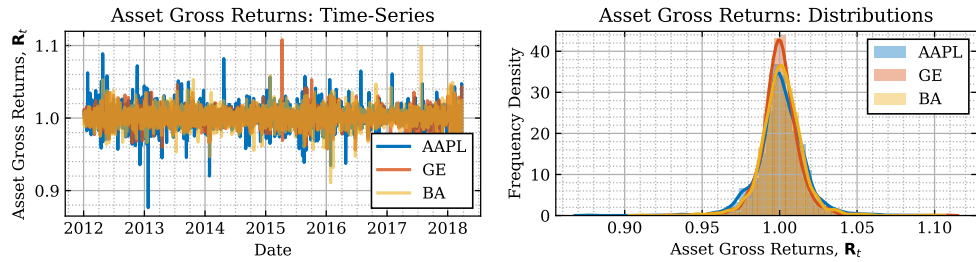 Asset Gross Returns: Time-Series
Asset Gross Returns, R_t
1.1
1.0
0.9
AAPL
GE
BA
2012 2013 2014 2015 2016 2017 2018
Date
Asset Gross Returns: Distributions
Frequency Density
40
30
20
10
0
AAPL
GE
BA
0.90 0.95 1.00 1.05 1.10
Asset Gross Returns, R_t